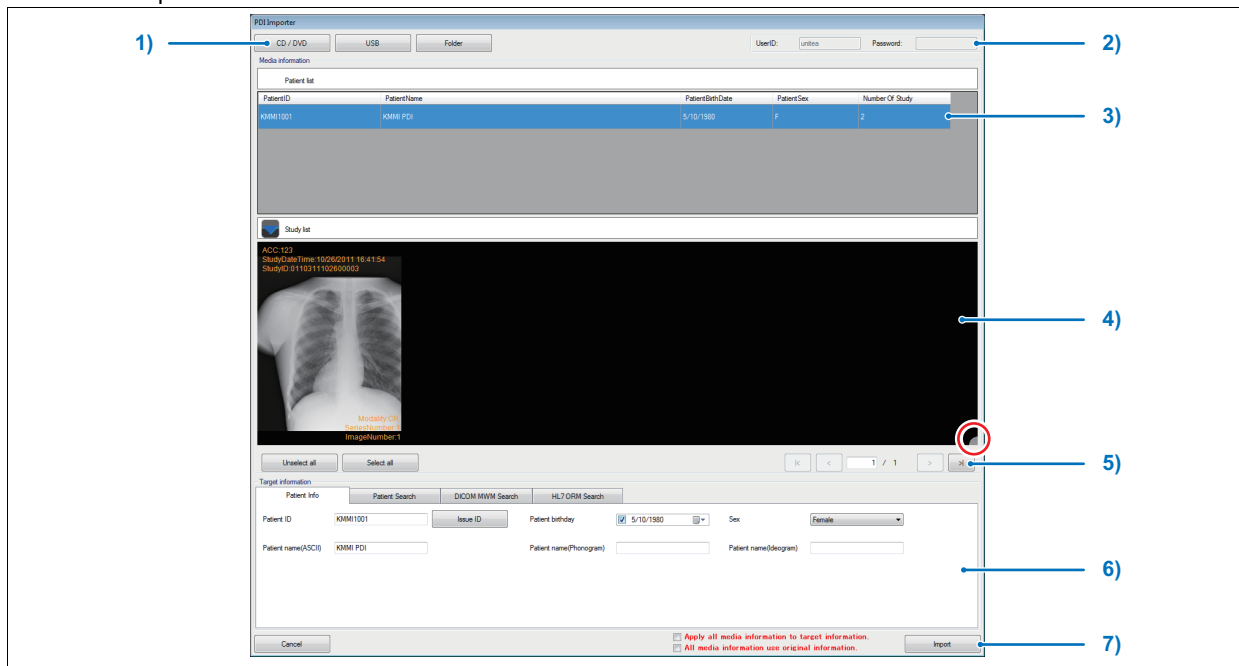 PDI Importer
1) CD / DVD USB Folder UserID: unitea Password: 2)
Media information
Patient list
PatientID PatientName PatientBirthDate PatientSex Number Of Study
KMMI1001 KMMI PDI 5/10/1980 F 2 3)
Study list
ACC:123
StudyDateTime:10/26/2011 16:41:54
StudyID:0110311102600003
4)
Modality:CR
SeriesNumber:1
ImageNumber:1
Unselect all Select all |< < 1 / 1 > >| 5)
Target information
Patient Info Patient Search DICOM MWM Search HL7 ORM Search
Patient ID KMMI1001 Issue ID Patient birthday 5/10/1980 Sex Female
Patient name(ASCII) KMMI PDI Patient name(Phonogram) Patient name(Ideogram)
6)
Apply all media information to target information.
Cancel All media information use original information. Import 7)